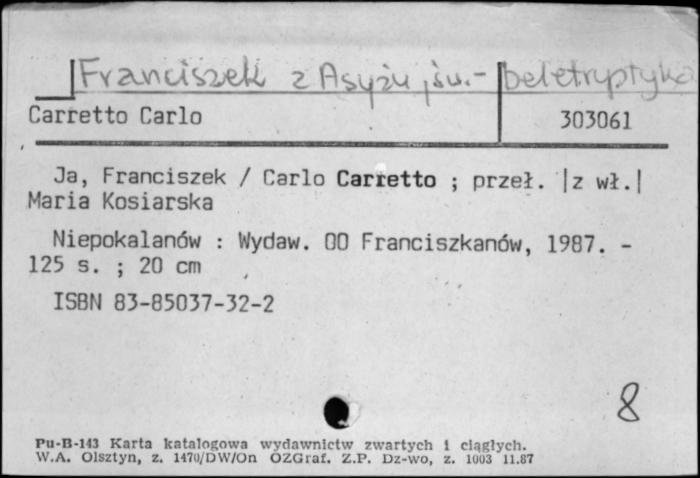 Franciszek z Asyżu, św. - beletryptyka
Carretto Carlo 303061
Ja, Franciszek / Carlo Carretto ; przeł. |z wł.|
Maria Kosiarska
Niepokalanów : Wydaw. OO Franciszkanów, 1987. -
125 s. ; 20 cm
ISBN 83-85037-32-2
8
Pu-B-143 Karta katalogowa wydawnictw zwartych i ciągłych.
W.A. Olsztyn, z. 1470/DW/On OZGraf. Z.P. Dz-wo, z. 1003 11.87